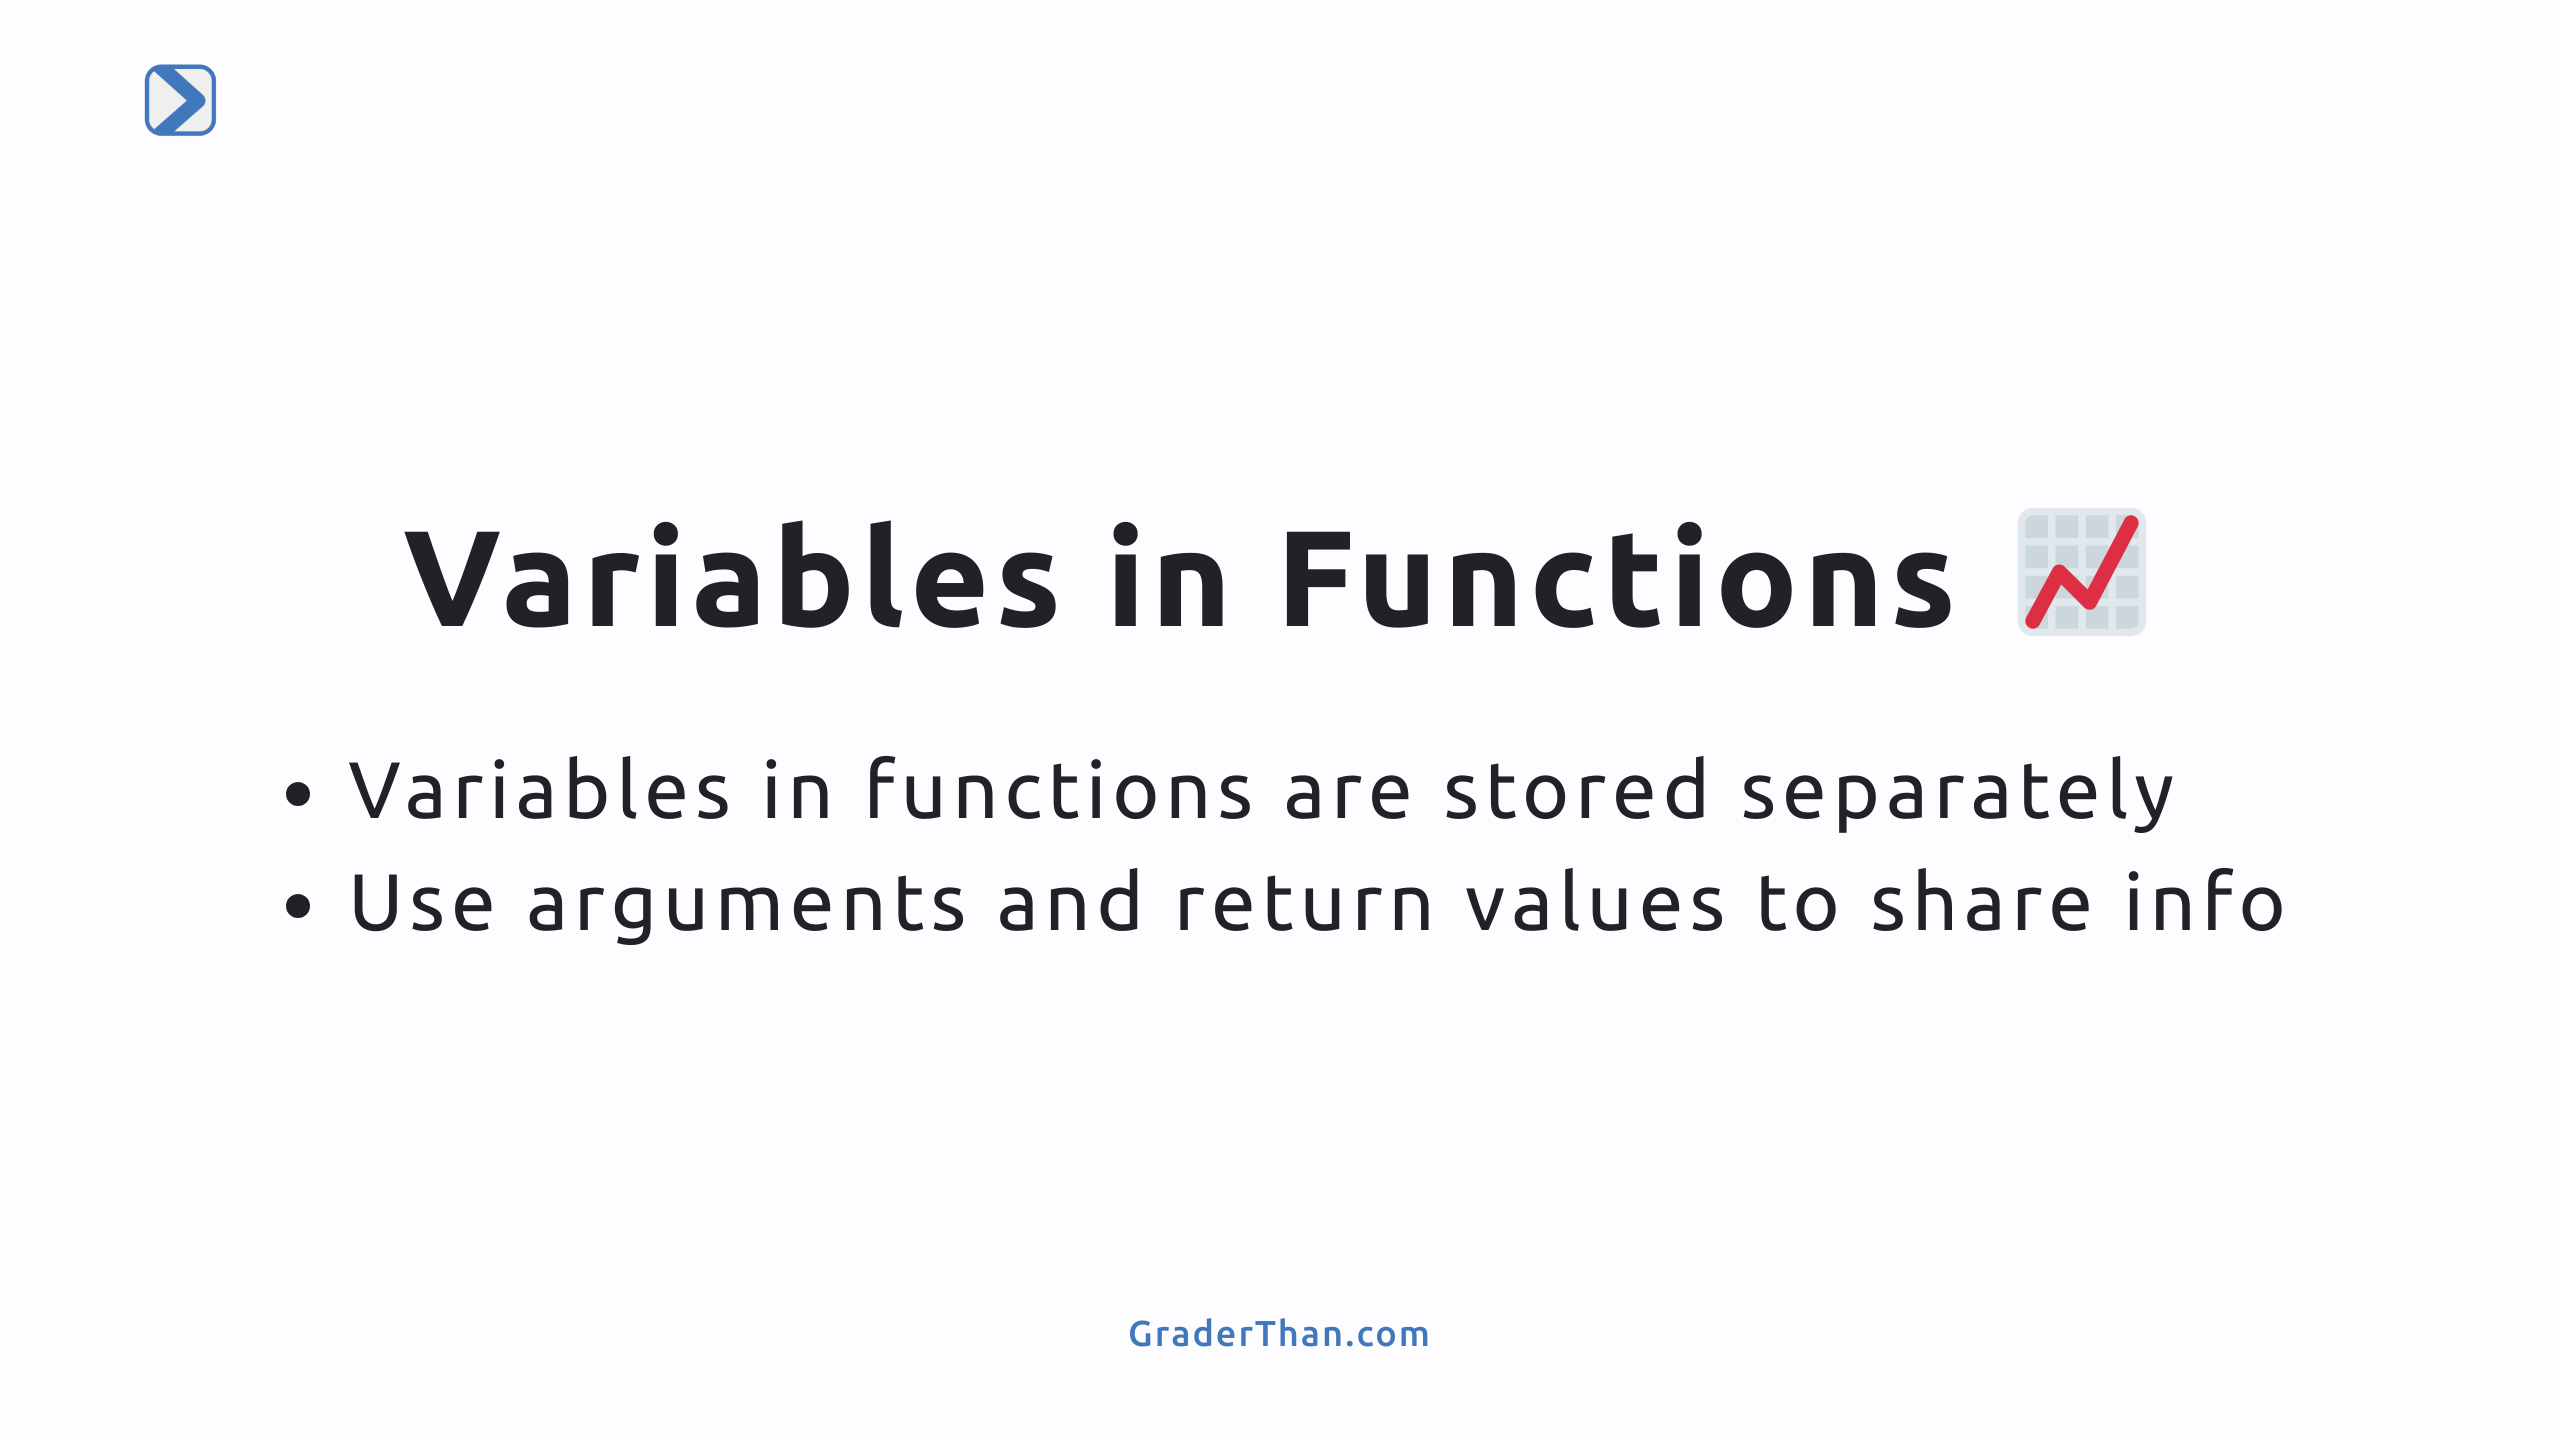 Variables in Functions 📈
• Variables in functions are stored separately
• Use arguments and return values to share info
GraderThan.com